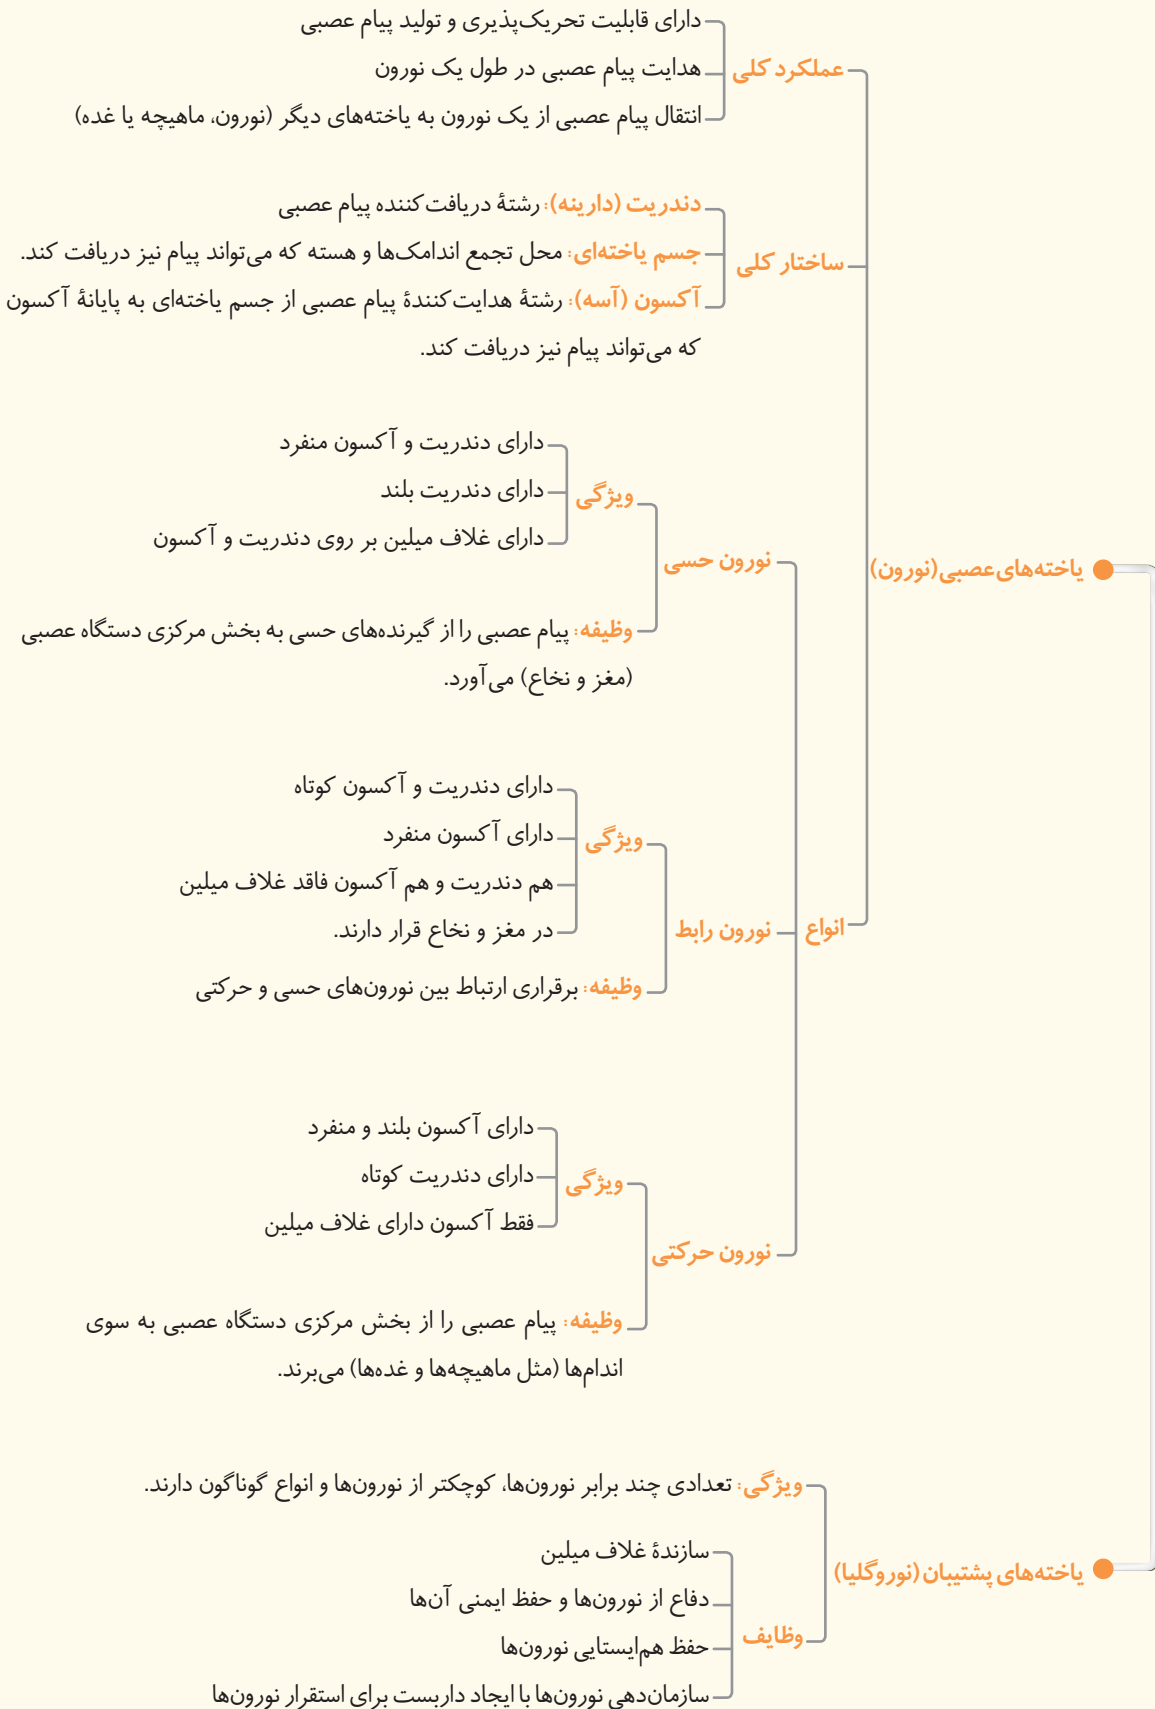 دارای قابلیت تحریک‌پذیری و تولید پیام عصبی
عملکرد کلی
هدایت پیام عصبی در طول یک نورون
انتقال پیام عصبی از یک نورون به یاخته‌های دیگر (نورون، ماهیچه یا غده)
دندریت (دارینه): رشتهٔ دریافت‌کننده پیام عصبی
ساختار کلی
جسم یاخته‌ای: محل تجمع اندامک‌ها و هسته که می‌تواند پیام نیز دریافت کند.
آکسون (آسه): رشتهٔ هدایت‌کنندهٔ پیام عصبی از جسم یاخته‌ای به پایانهٔ آکسون
که می‌تواند پیام نیز دریافت کند.
یاخته‌های عصبی (نورون)
نورون حسی
ویژگی
دارای دندریت و آکسون منفرد
دارای دندریت بلند
دارای غلاف میلین بر روی دندریت و آکسون
وظیفه: پیام عصبی را از گیرنده‌های حسی به بخش مرکزی دستگاه عصبی
(مغز و نخاع) می‌آورد.
انواع
نورون رابط
ویژگی
دارای دندریت و آکسون کوتاه
دارای آکسون منفرد
هم دندریت و هم آکسون فاقد غلاف میلین
در مغز و نخاع قرار دارند.
وظیفه: برقراری ارتباط بین نورون‌های حسی و حرکتی
نورون حرکتی
ویژگی
دارای آکسون بلند و منفرد
دارای دندریت کوتاه
فقط آکسون دارای غلاف میلین
وظیفه: پیام عصبی را از بخش مرکزی دستگاه عصبی به سوی
اندام‌ها (مثل ماهیچه‌ها و غده‌ها) می‌برند.
یاخته‌های پشتیبان (نوروگلیا)
ویژگی: تعدادی چند برابر نورون‌ها، کوچکتر از نورون‌ها و انواع گوناگون دارند.
وظایف
سازندهٔ غلاف میلین
دفاع از نورون‌ها و حفظ ایمنی آن‌ها
حفظ هم‌ایستایی نورون‌ها
سازمان‌دهی نورون‌ها با ایجاد داربست برای استقرار نورون‌ها